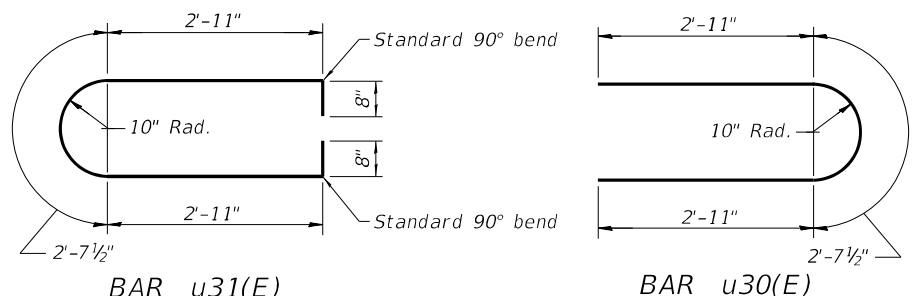 2'-11"
Standard 90° bend
8"
10" Rad.
8"
2'-11"
Standard 90° bend
2'-7½"
BAR u31(E)
2'-11"
10" Rad.
2'-11"
2'-7½"
BAR u30(E)